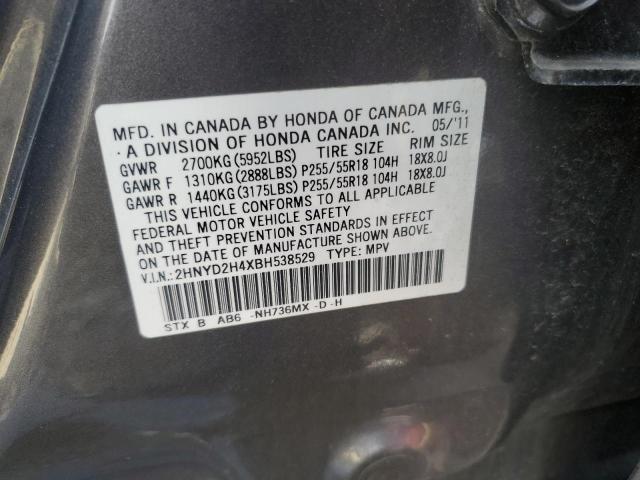 MFD. IN CANADA BY HONDA OF CANADA MFG.,
A DIVISION OF HONDA CANADA INC. 05/'11
GVWR 2700KG(5952LBS) TIRE SIZE RIM SIZE
GAWR F 1310KG(2888LBS) P255/55R18 104H 18X8.0J
GAWR R 1440KG(3175LBS) P255/55R18 104H 18X8.0J
THIS VEHICLE CONFORMS TO ALL APPLICABLE
FEDERAL MOTOR VEHICLE SAFETY
AND THEFT PREVENTION STANDARDS IN EFFECT
ON THE DATE OF MANUFACTURE SHOWN ABOVE.
V.I.N.: 2HNYD2H4XBH538529 TYPE: MPV
STX B AB6 -NH736MX -D -H